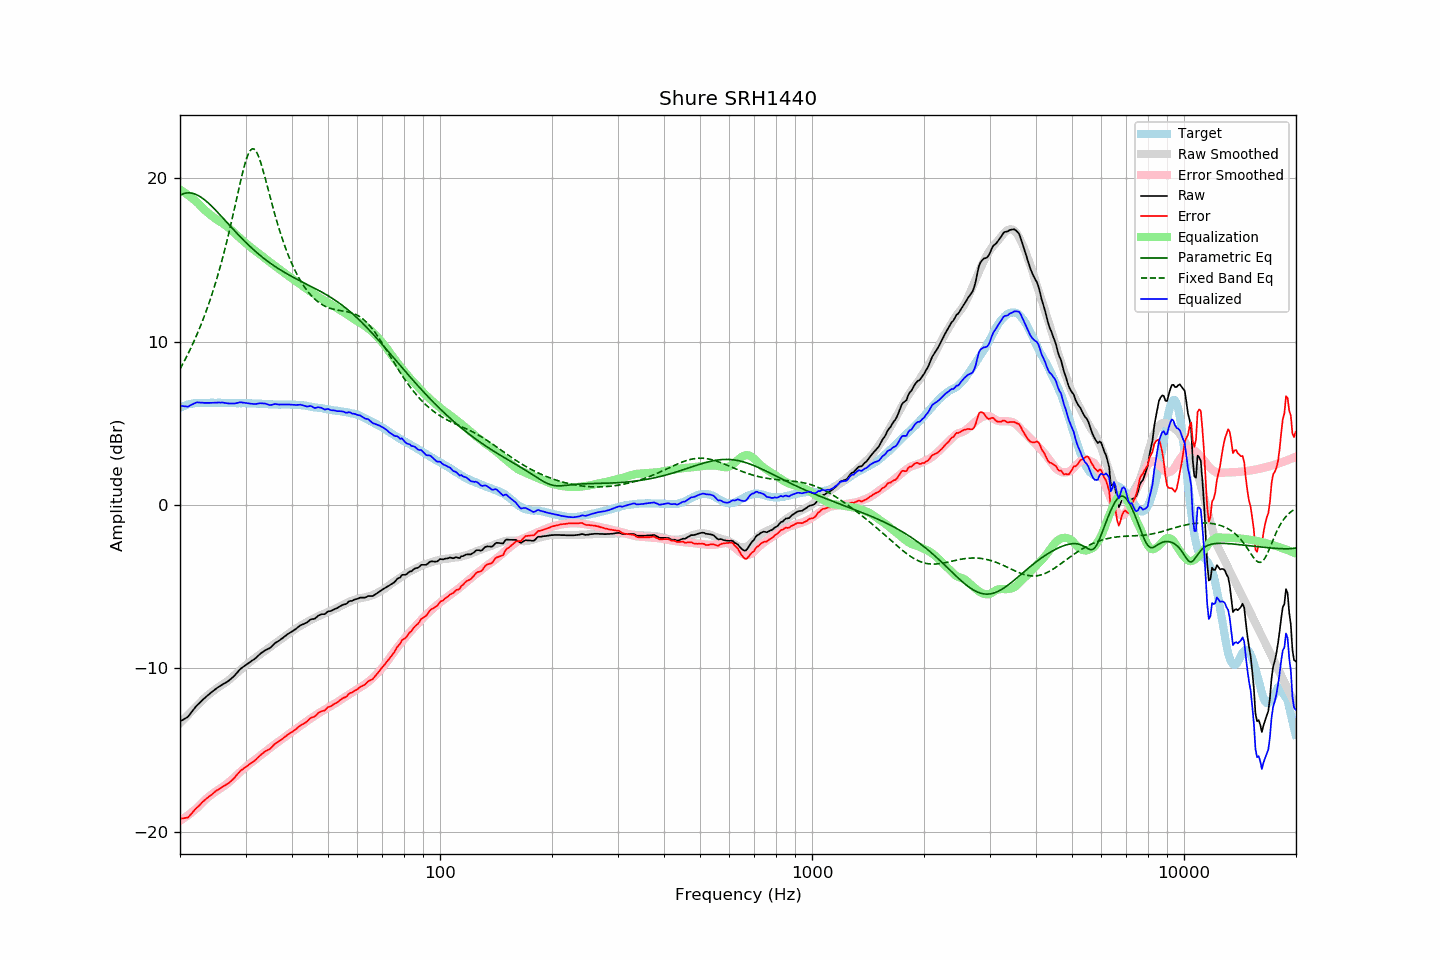 Shure SRH1440
Amplitude (dBr)
20
10
0
−10
−20
Target
Raw Smoothed
Error Smoothed
Raw
Error
Equalization
Parametric Eq
Fixed Band Eq
Equalized
100
1000
10000
Frequency (Hz)